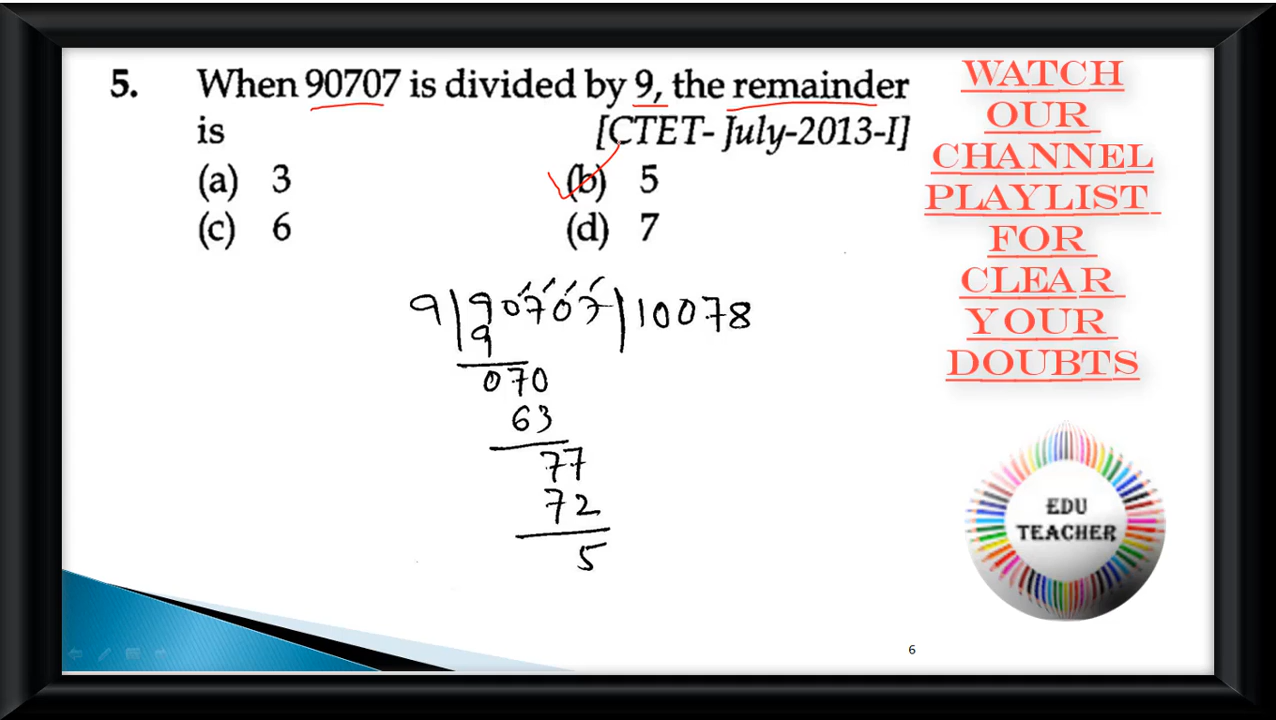 5. When 90707 is divided by 9, the remainder
is [CTET- July-2013-I]
(a) 3 (b) 5
(c) 6 (d) 7
9 90707 10078
9
070
63
77
72
5
WATCH
OUR
CHANNEL
PLAYLIST
FOR
CLEAR
YOUR
DOUBTS
EDU
TEACHER
6